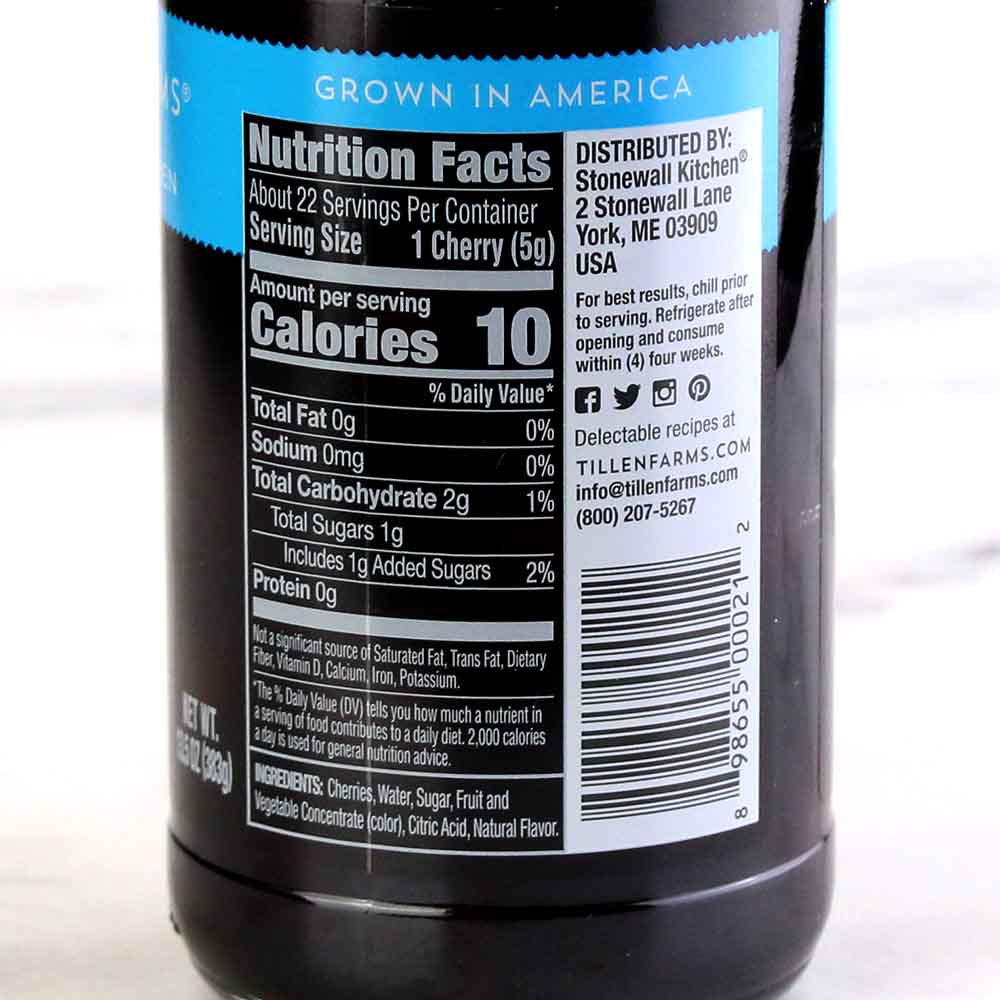 MS®
EN
GROWN IN AMERICA
Nutrition Facts
About 22 Servings Per Container
Serving Size 1 Cherry (5g)
Amount per serving
Calories 10
% Daily Value*
Total Fat 0g 0%
Sodium 0mg 0%
Total Carbohydrate 2g 1%
Total Sugars 1g
Includes 1g Added Sugars 2%
Protein 0g
Not a significant source of Saturated Fat, Trans Fat, Dietary
Fiber, Vitamin D, Calcium, Iron, Potassium.
*The % Daily Value (DV) tells you how much a nutrient in
a serving of food contributes to a daily diet. 2,000 calories
a day is used for general nutrition advice.
INGREDIENTS: Cherries, Water, Sugar, Fruit and
Vegetable Concentrate (color), Citric Acid, Natural Flavor.
DISTRIBUTED BY:
Stonewall Kitchen®
2 Stonewall Lane
York, ME 03909
USA
For best results, chill prior
to serving. Refrigerate after
opening and consume
within (4) four weeks.
Delectable recipes at
TILLENFARMS.COM
info@tillenfarms.com
(800) 207-5267
8 98655 00021 2
NET WT.
13.5 OZ (383g)